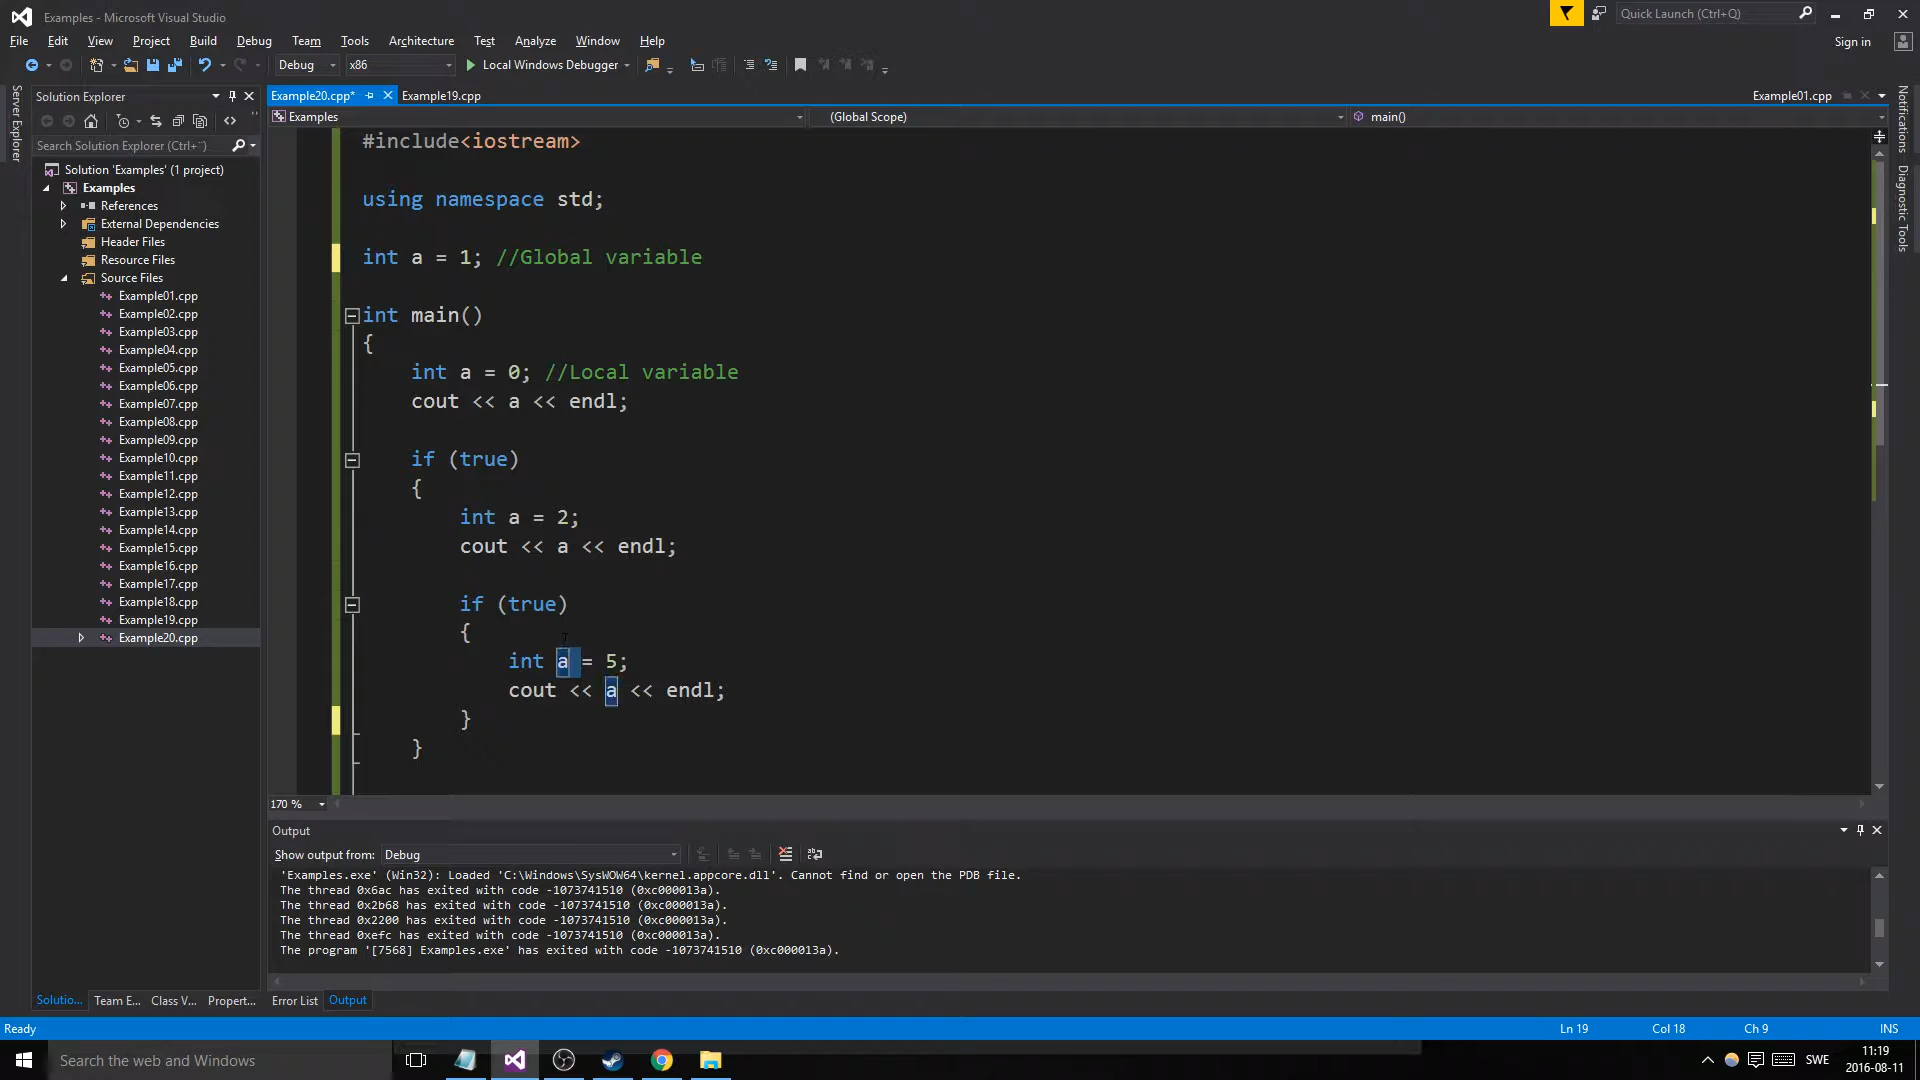 Examples - Microsoft Visual Studio
Quick Launch (Ctrl+Q)
File Edit View Project Build Debug Team Tools Architecture Test Analyze Window Help
Sign in
Debug x86 Local Windows Debugger
Server Explorer
Solution Explorer
Search Solution Explorer (Ctrl+¨)
Solution 'Examples' (1 project)
Examples
References
External Dependencies
Header Files
Resource Files
Source Files
Example01.cpp
Example02.cpp
Example03.cpp
Example04.cpp
Example05.cpp
Example06.cpp
Example07.cpp
Example08.cpp
Example09.cpp
Example10.cpp
Example11.cpp
Example12.cpp
Example13.cpp
Example14.cpp
Example15.cpp
Example16.cpp
Example17.cpp
Example18.cpp
Example19.cpp
Example20.cpp
Solutio... Team E... Class V... Propert...
Example20.cpp* Example19.cpp Example01.cpp
Examples (Global Scope) main()
#include<iostream>
using namespace std;
int a = 1; //Global variable
int main()
{
int a = 0; //Local variable
cout << a << endl;
if (true)
{
int a = 2;
cout << a << endl;
if (true)
{
int a = 5;
cout << a << endl;
}
}
170 %
Notifications
Diagnostic Tools
Output
Show output from: Debug
'Examples.exe' (Win32): Loaded 'C:\Windows\SysWOW64\kernel.appcore.dll'. Cannot find or open the PDB file.
The thread 0x6ac has exited with code -1073741510 (0xc000013a).
The thread 0x2b68 has exited with code -1073741510 (0xc000013a).
The thread 0x2200 has exited with code -1073741510 (0xc000013a).
The thread 0xefc has exited with code -1073741510 (0xc000013a).
The program '[7568] Examples.exe' has exited with code -1073741510 (0xc000013a).
Error List Output
Ready Ln 19 Col 18 Ch 9 INS
Search the web and Windows
SWE
11:19
2016-08-11